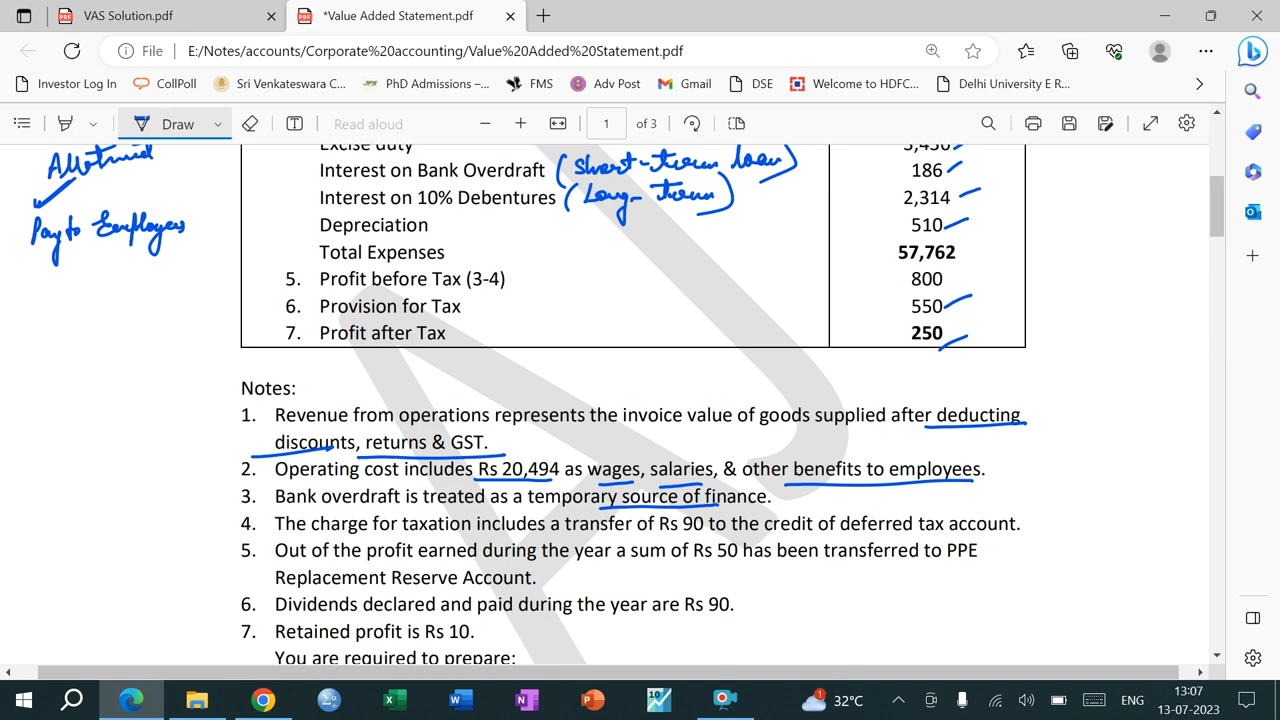 VAS Solution.pdf
*Value Added Statement.pdf
File E:/Notes/accounts/Corporate%20accounting/Value%20Added%20Statement.pdf
Investor Log In CollPoll Sri Venkateswara C... PhD Admissions –... FMS Adv Post Gmail DSE Welcome to HDFC... Delhi University E R...
Draw Read aloud 1 of 3
Allotment
Pay to Employees
Excise duty 3,456
Interest on Bank Overdraft (Short-term loan) 186
Interest on 10% Debentures (Long-term) 2,314
Depreciation 510
Total Expenses 57,762
5. Profit before Tax (3-4) 800
6. Provision for Tax 550
7. Profit after Tax 250
Notes:
1. Revenue from operations represents the invoice value of goods supplied after deducting
discounts, returns & GST.
2. Operating cost includes Rs 20,494 as wages, salaries, & other benefits to employees.
3. Bank overdraft is treated as a temporary source of finance.
4. The charge for taxation includes a transfer of Rs 90 to the credit of deferred tax account.
5. Out of the profit earned during the year a sum of Rs 50 has been transferred to PPE
Replacement Reserve Account.
6. Dividends declared and paid during the year are Rs 90.
7. Retained profit is Rs 10.
You are required to prepare:
1 32°C ENG 13:07
13-07-2023